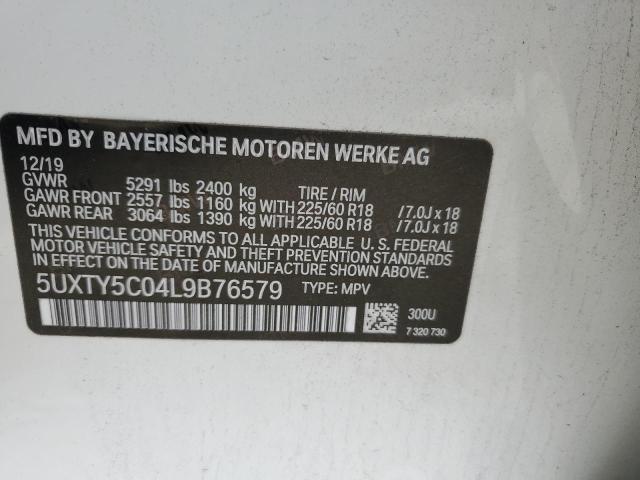 MFD BY BAYERISCHE MOTOREN WERKE AG
12/19
GVWR 5291 lbs 2400 kg TIRE / RIM
GAWR FRONT 2557 lbs 1160 kg WITH 225/60 R18 / 7.0J x 18
GAWR REAR 3064 lbs 1390 kg WITH 225/60 R18 / 7.0J x 18
THIS VEHICLE CONFORMS TO ALL APPLICABLE U. S. FEDERAL
MOTOR VEHICLE SAFETY AND THEFT PREVENTION STANDARDS
IN EFFECT ON THE DATE OF MANUFACTURE SHOWN ABOVE.
5UXTY5C04L9B76579 TYPE: MPV
300U
7 320 730